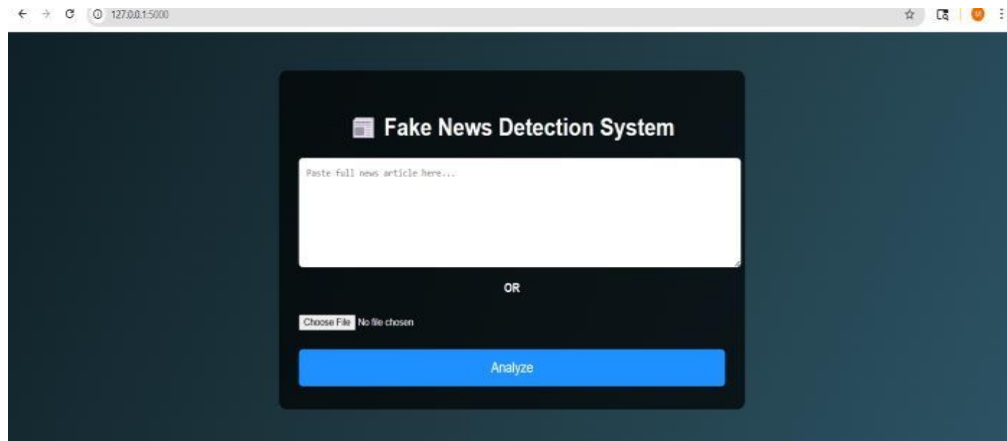 127.0.0.1:5000
Fake News Detection System
Paste full news article here...
OR
Choose File No file chosen
Analyze